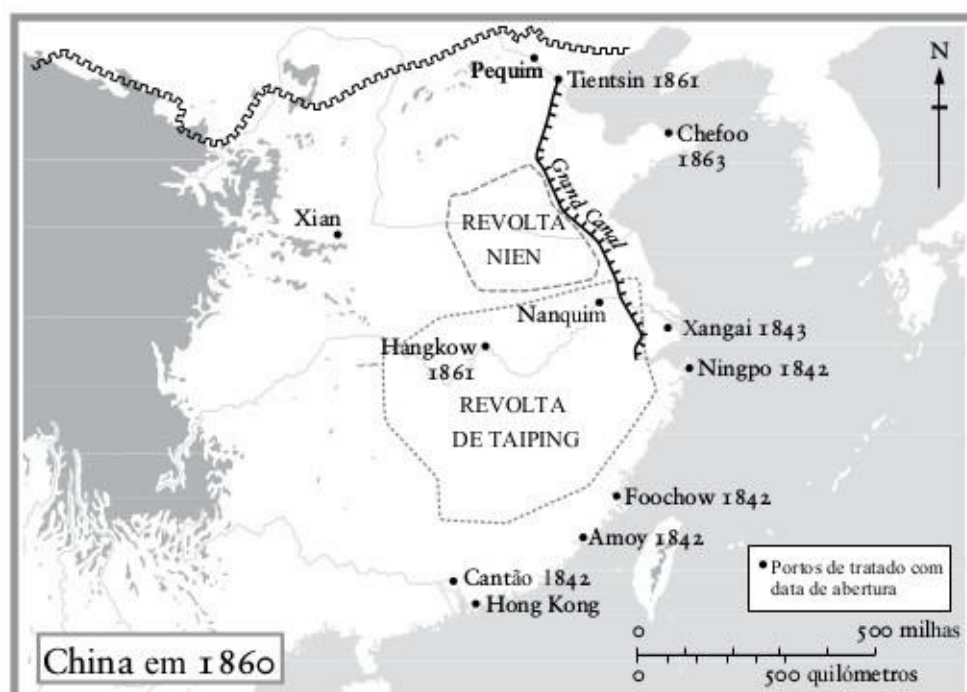 N
Pequim
Tientsin 1861
Chefoo
1863
Grand Canal
Xian
REVOLTA
NIEN
Nanquim
Xangai 1843
Hangkow
1861
Ningpo 1842
REVOLTA
DE TAIPING
Foochow 1842
Amoy 1842
Cantão 1842
Hong Kong
Portos de tratado com
data de abertura
0 500 milhas
0 500 quilómetros
China em 1860